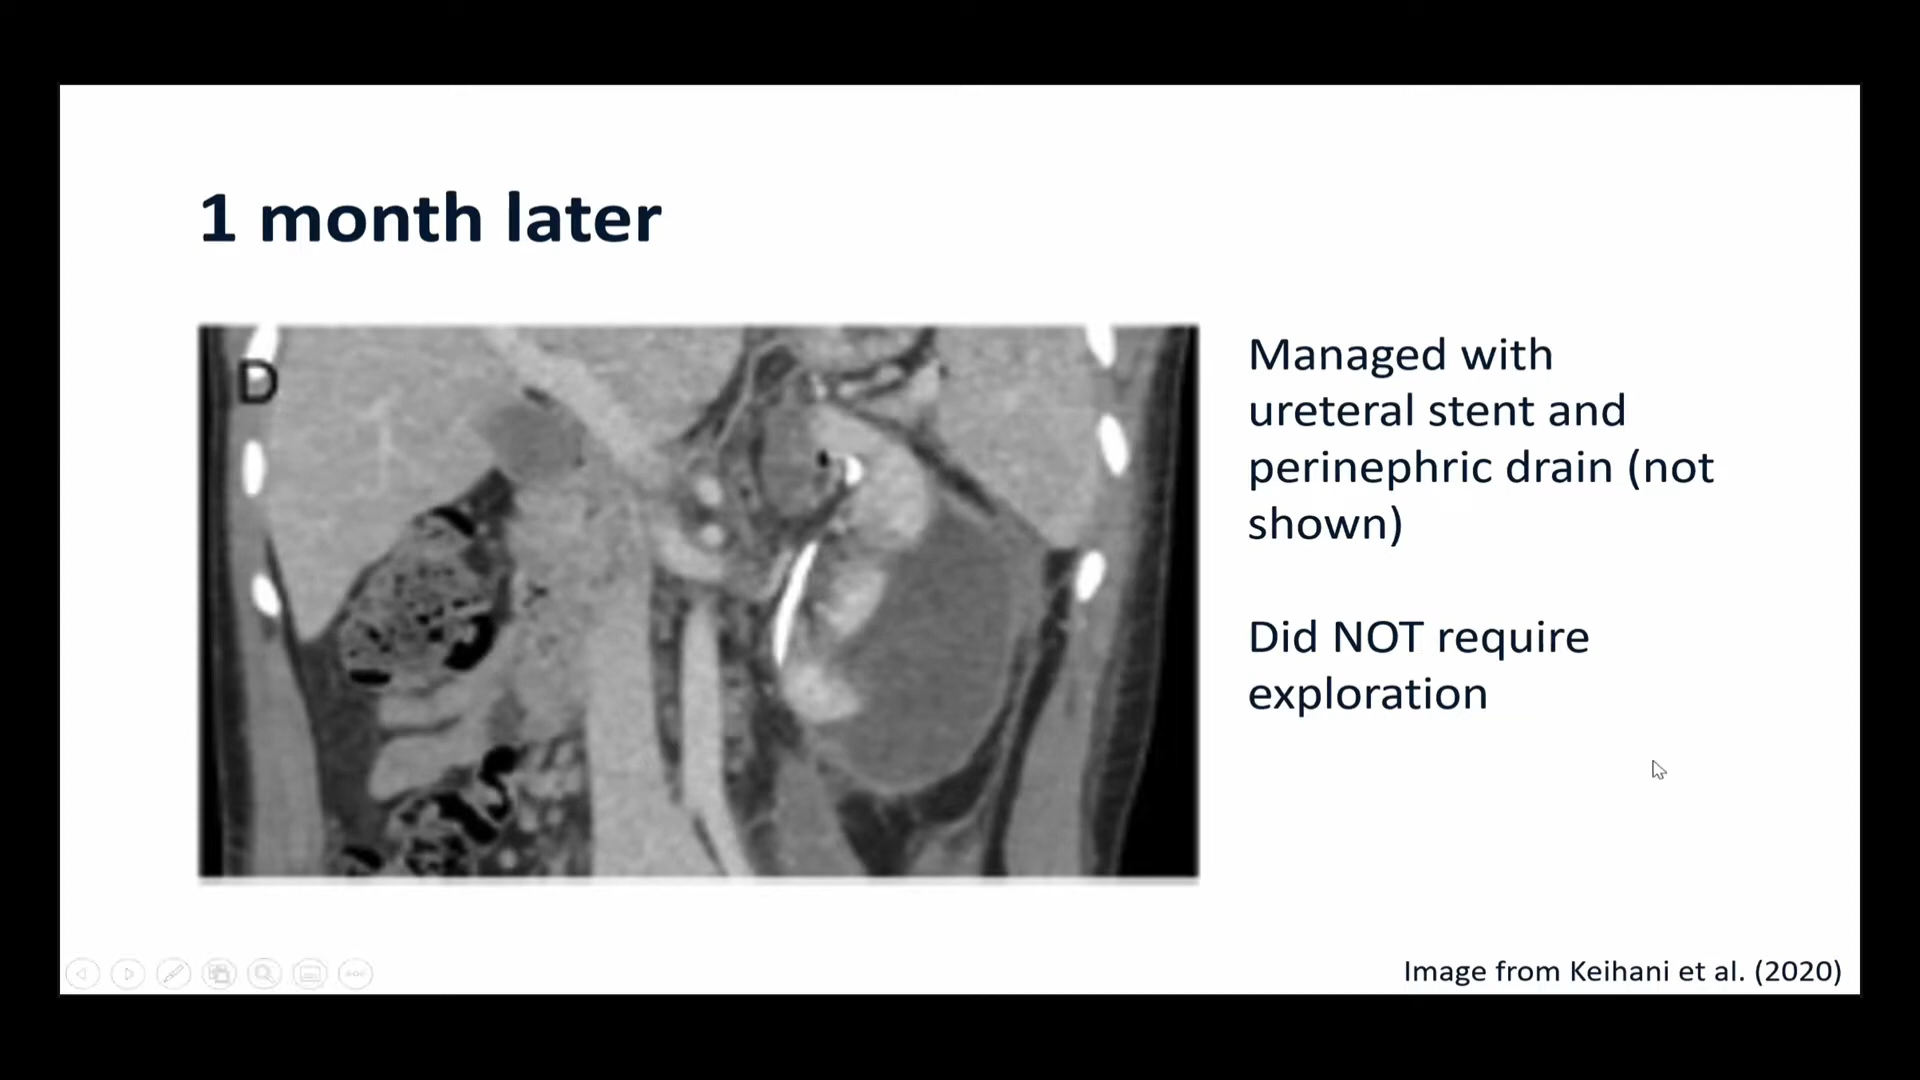 1 month later
D
Managed with
ureteral stent and
perinephric drain (not
shown)
Did NOT require
exploration
Image from Keihani et al. (2020)